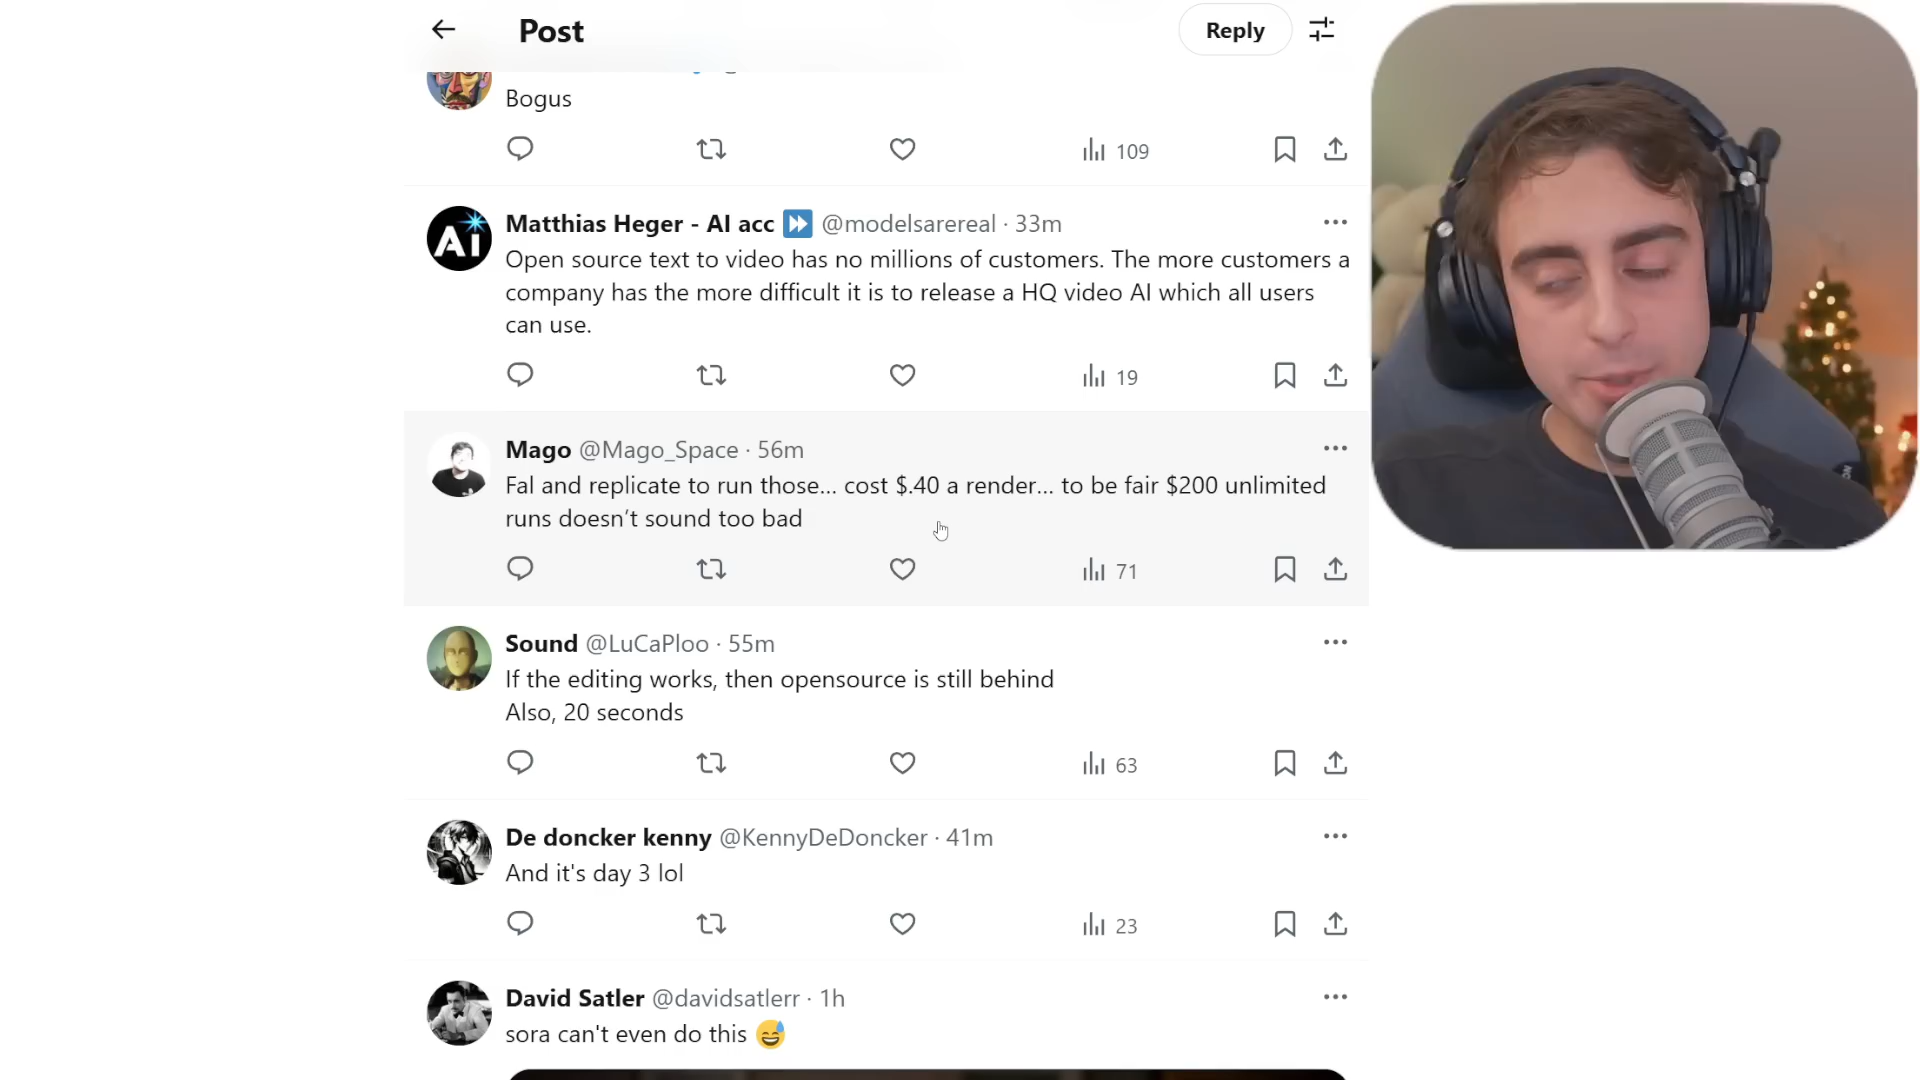 Post
Reply
Bogus
109
Matthias Heger - AI acc ⏩ @modelsarereal · 33m
Open source text to video has no millions of customers. The more customers a
company has the more difficult it is to release a HQ video AI which all users
can use.
19
Mago @Mago_Space · 56m
Fal and replicate to run those... cost $.40 a render... to be fair $200 unlimited
runs doesn’t sound too bad
71
Sound @LuCaPloo · 55m
If the editing works, then opensource is still behind
Also, 20 seconds
63
De doncker kenny @KennyDeDoncker · 41m
And it's day 3 lol
23
David Satler @davidsatlerr · 1h
sora can't even do this 😅
AI